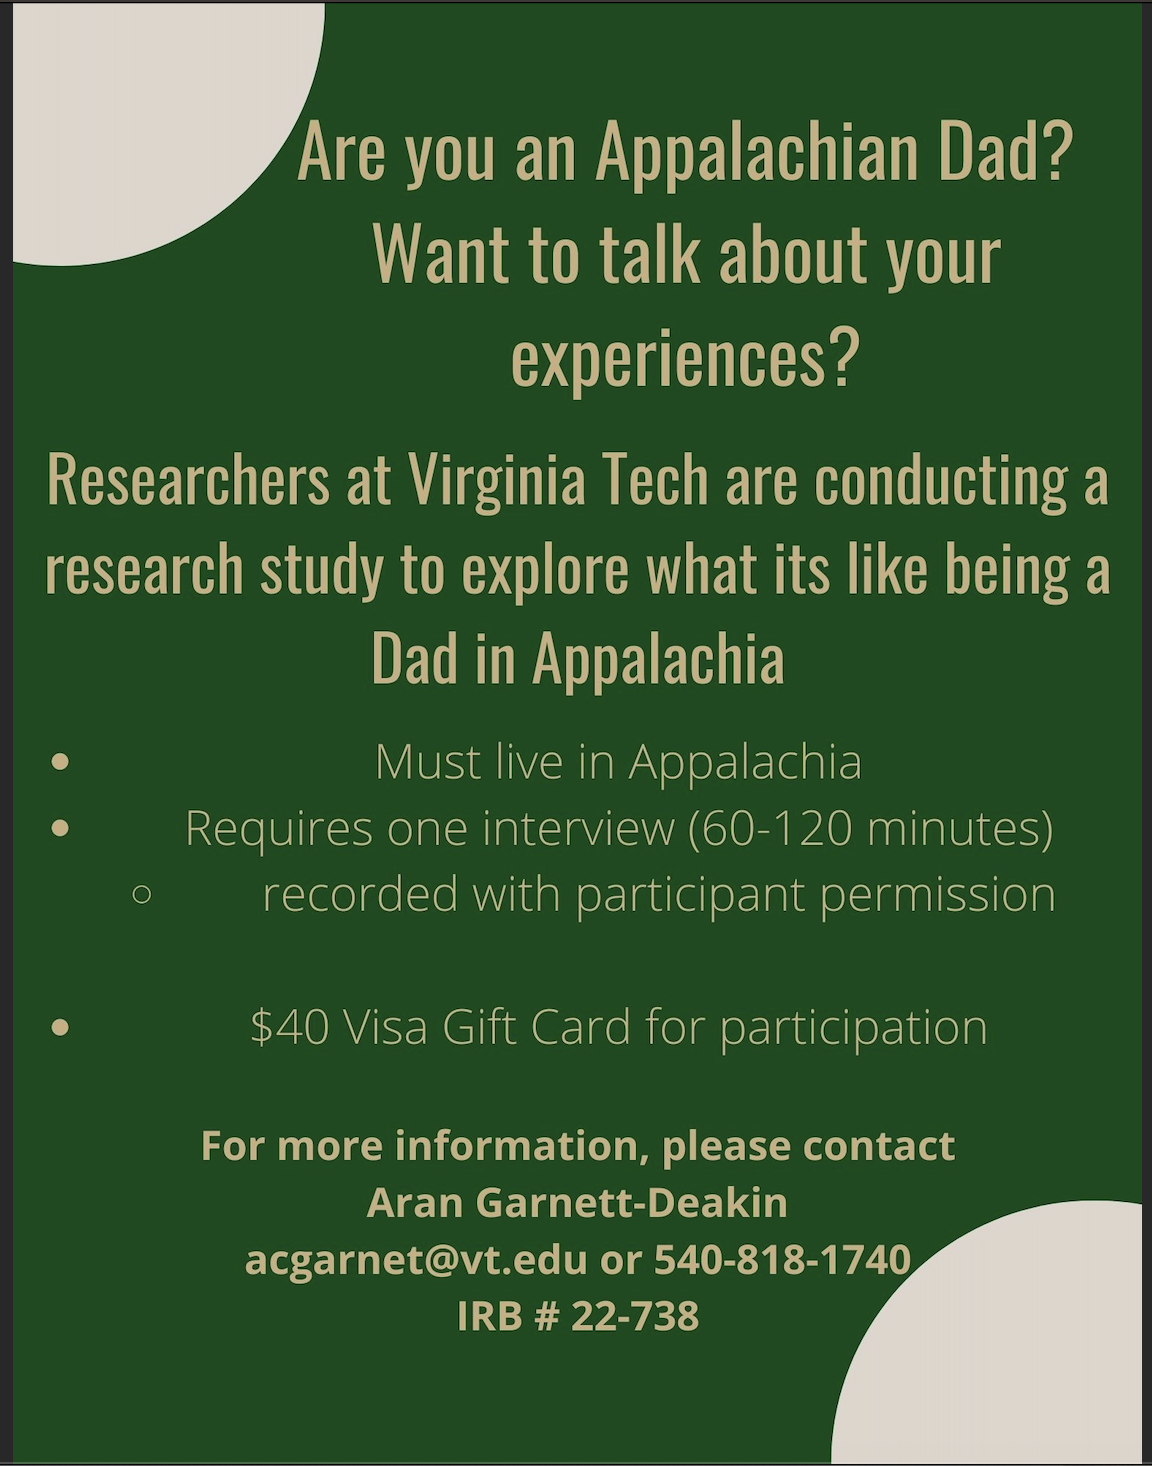 Are you an Appalachian Dad?
Want to talk about your
experiences?
Researchers at Virginia Tech are conducting a
research study to explore what its like being a
Dad in Appalachia
Must live in Appalachia
Requires one interview (60-120 minutes)
recorded with participant permission
$40 Visa Gift Card for participation
For more information, please contact
Aran Garnett-Deakin
acgarnet@vt.edu or 540-818-1740
IRB # 22-738